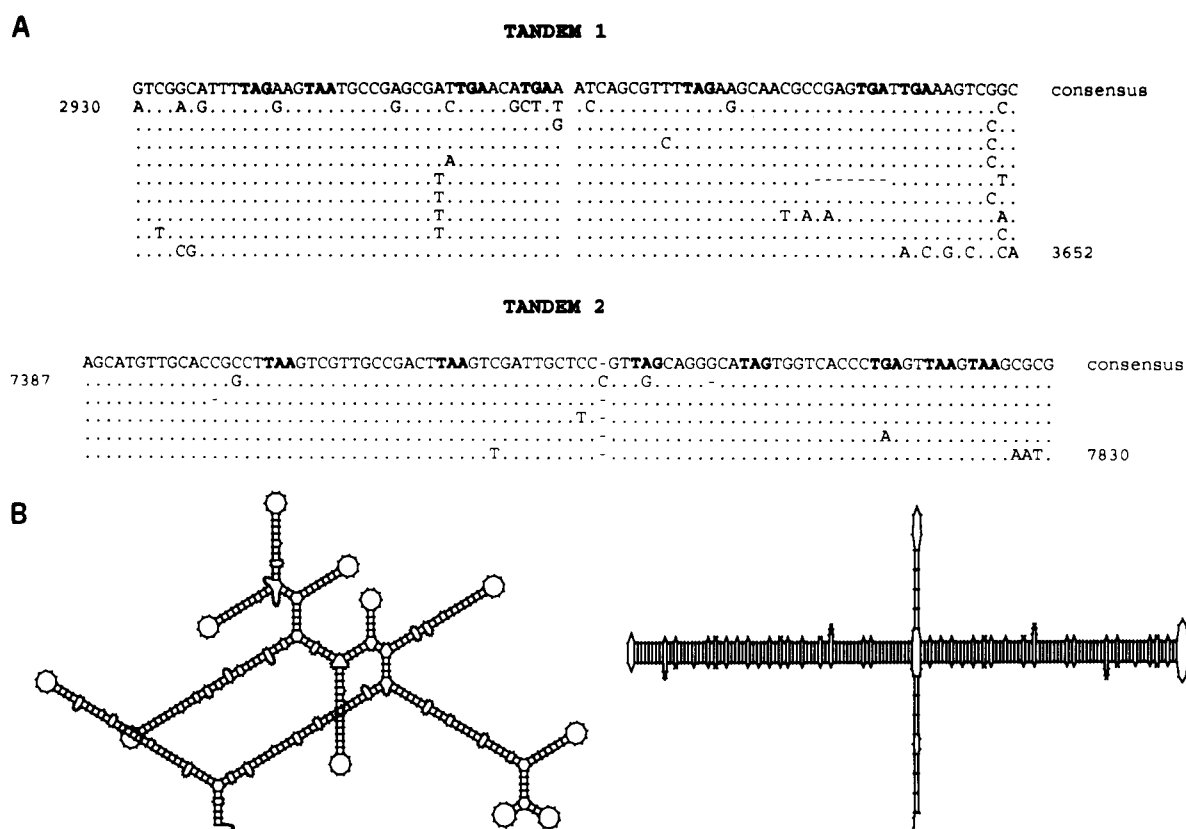 A
TANDEM 1
GTCGGCATTTTAGAAGTAATGCCGAGCGATTGAACATGAA ATCAGCGTTTTAGAAGCAACGCCGAGTGATTGAAAGTCGGC consensus
2930 A...A.G......G..........G....C.....GCT.T .C............G........................C.
.......................................G ......................................C..
........................................ ........C.............................C..
.............................A.......... ......................................C..
............................T........... ......................-------..........T.
............................T........... ......................................C..
............................T........... ...................T.A.A...............A.
..T.........................T........... .......................................C.
....CG.................................. ..............................A.C.G.C..CA 3652
TANDEM 2
AGCATGTTGCACCGCCTTAAGTCGTTGCCGACTTAAGTCGATTGCTCC-GTTAGCAGGGCATAGTGGTCACCCTGAGTTAAGTAAGCGCG consensus
7387 ..............G.................................C...G.....-...............................
............-...................................-.........................................
..............................................T.-.........................................
................................................-.........................A...............
......................................T.........-.....................................AAT. 7830
B